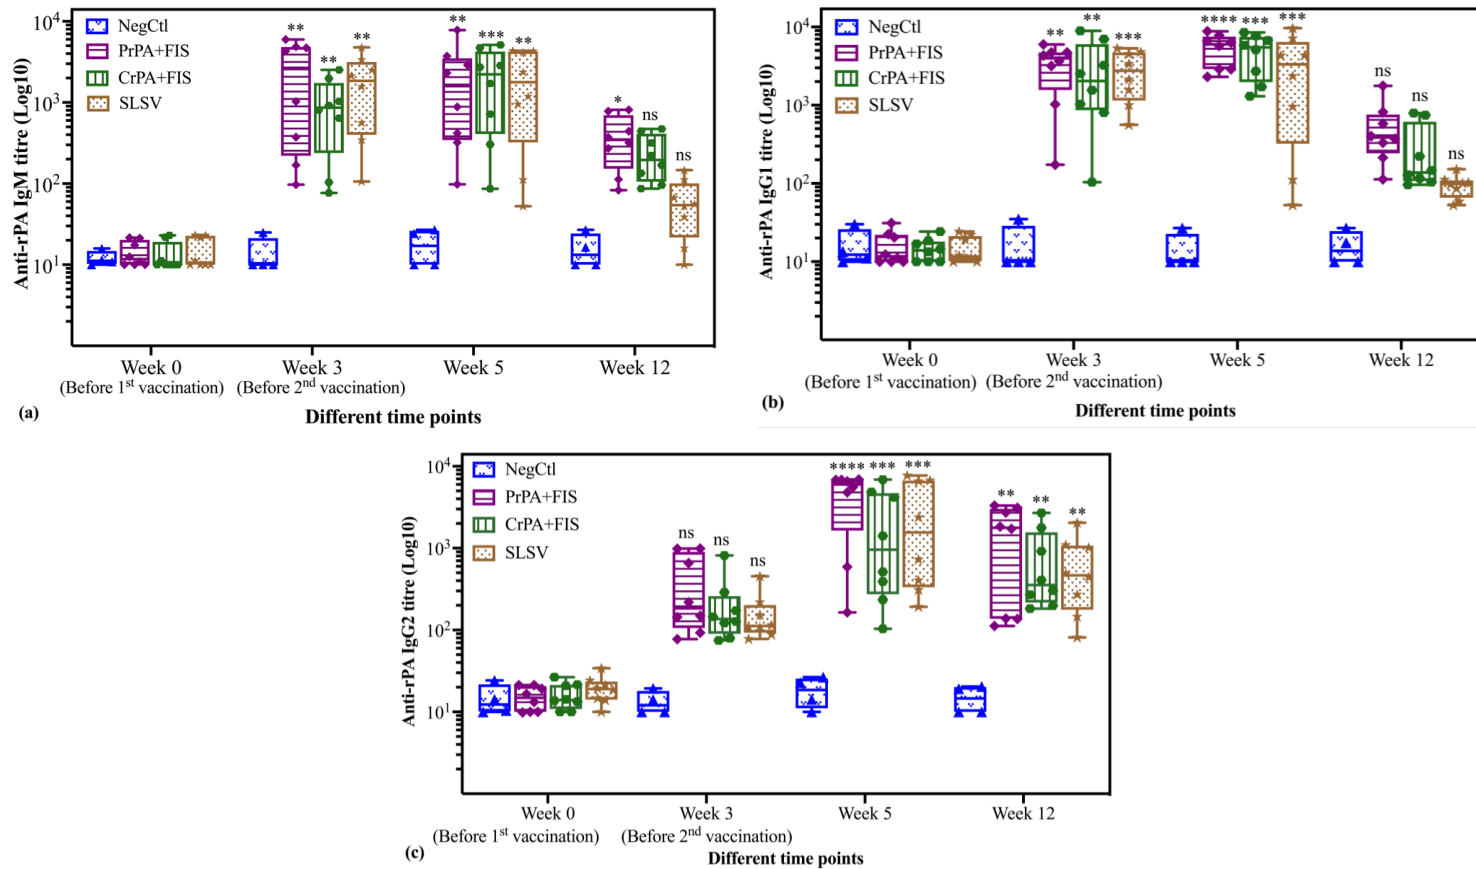 Anti-rPA IgM titre (Log10)
10⁴
10³
10²
10¹
NegCtl
PrPA+FIS
CrPA+FIS
SLSV
** ** **
** *** **
* ns ns
Week 0 Week 3 Week 5 Week 12
(Before 1st vaccination) (Before 2nd vaccination)
(a)
Different time points
Anti-rPA IgG1 titre (Log10)
10⁴
10³
10²
10¹
NegCtl
PrPA+FIS
CrPA+FIS
SLSV
** ** ***
**** *** ***
ns ns ns
Week 0 Week 3 Week 5 Week 12
(Before 1st vaccination) (Before 2nd vaccination)
(b)
Different time points
Anti-rPA IgG2 titre (Log10)
10⁴
10³
10²
10¹
NegCtl
PrPA+FIS
CrPA+FIS
SLSV
ns ns ns
**** *** ***
** ** **
Week 0 Week 3 Week 5 Week 12
(Before 1st vaccination) (Before 2nd vaccination)
(c)
Different time points